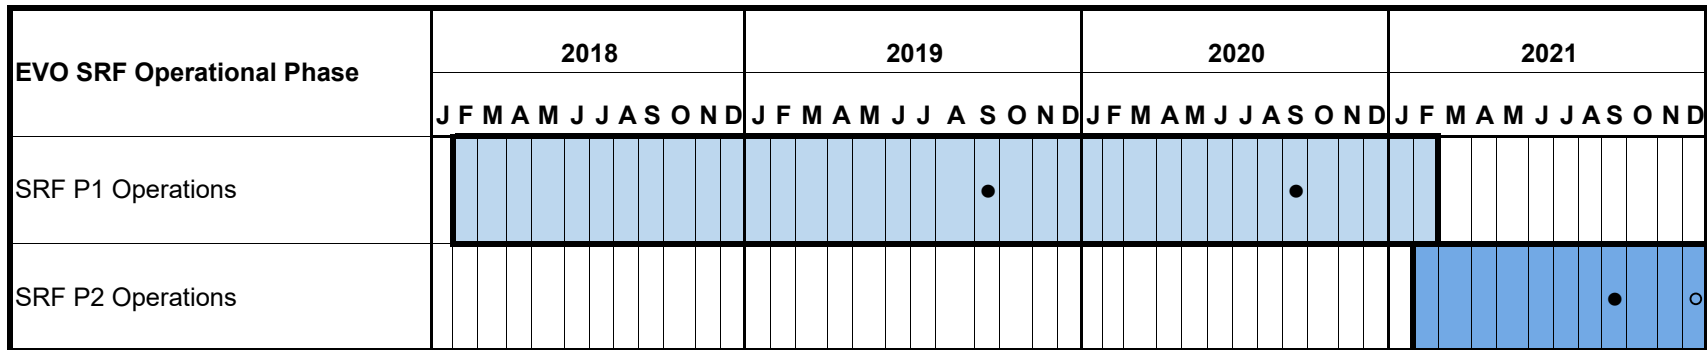 EVO SRF Operational Phase
2018 2019 2020 2021
J F M A M J J A S O N D J F M A M J J A S O N D J F M A M J J A S O N D J F M A M J J A S O N D
SRF P1 Operations
SRF P2 Operations